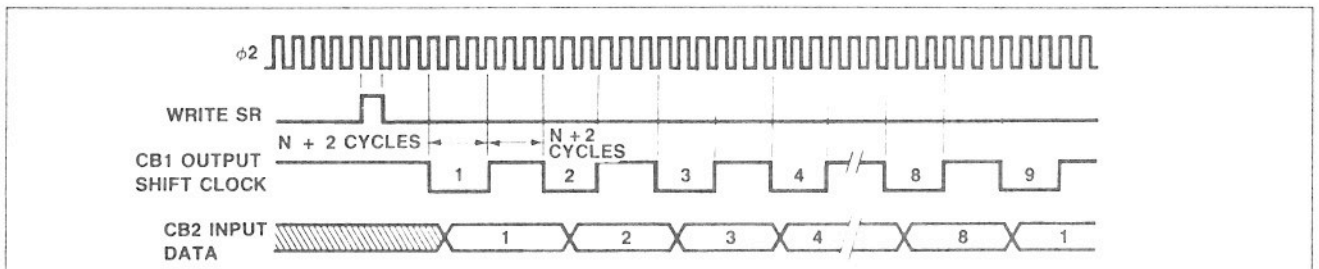 φ2
WRITE SR
N + 2 CYCLES
N + 2
CYCLES
CB1 OUTPUT
SHIFT CLOCK
1 2 3 4 8 9
CB2 INPUT
DATA
1 2 3 4 8 1